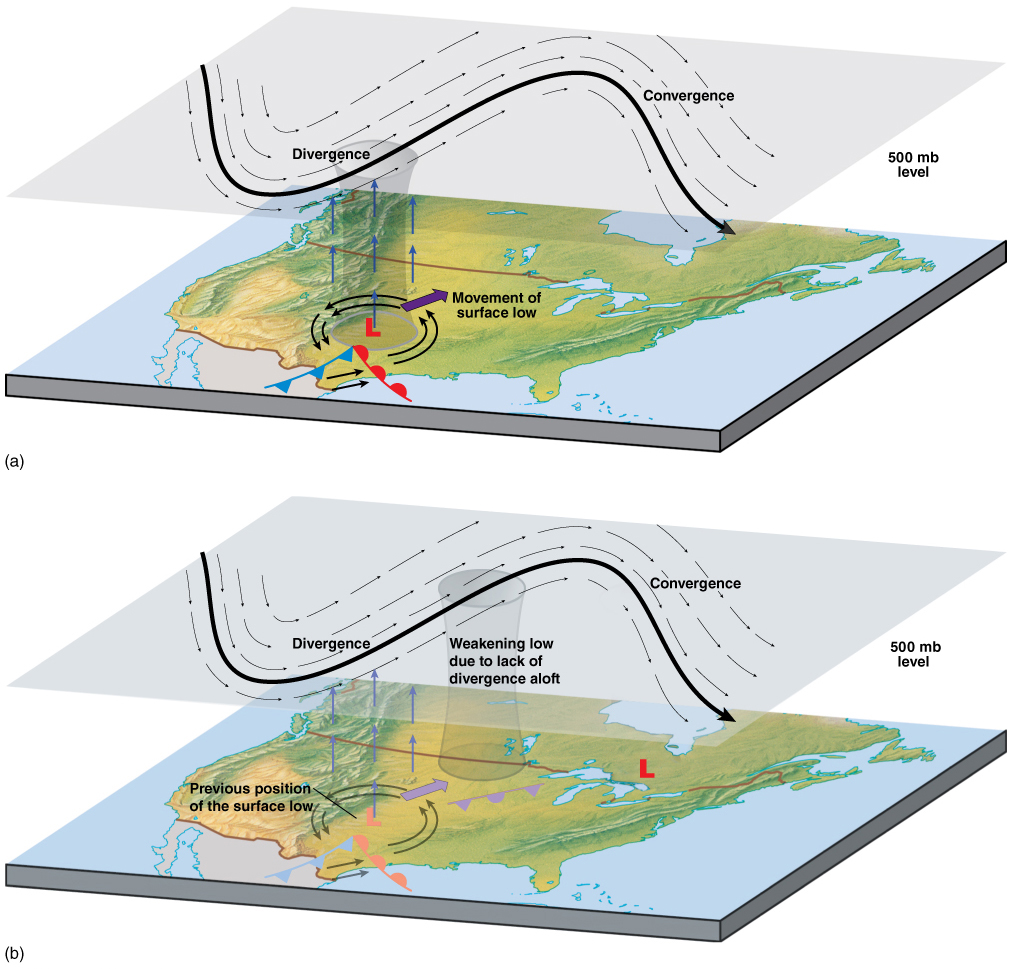 Convergence
Divergence
500 mb
level
Movement of
surface low
L
(a)
Convergence
Divergence
Weakening low
due to lack of
divergence aloft
500 mb
level
L
Previous position
of the surface low
L
(b)